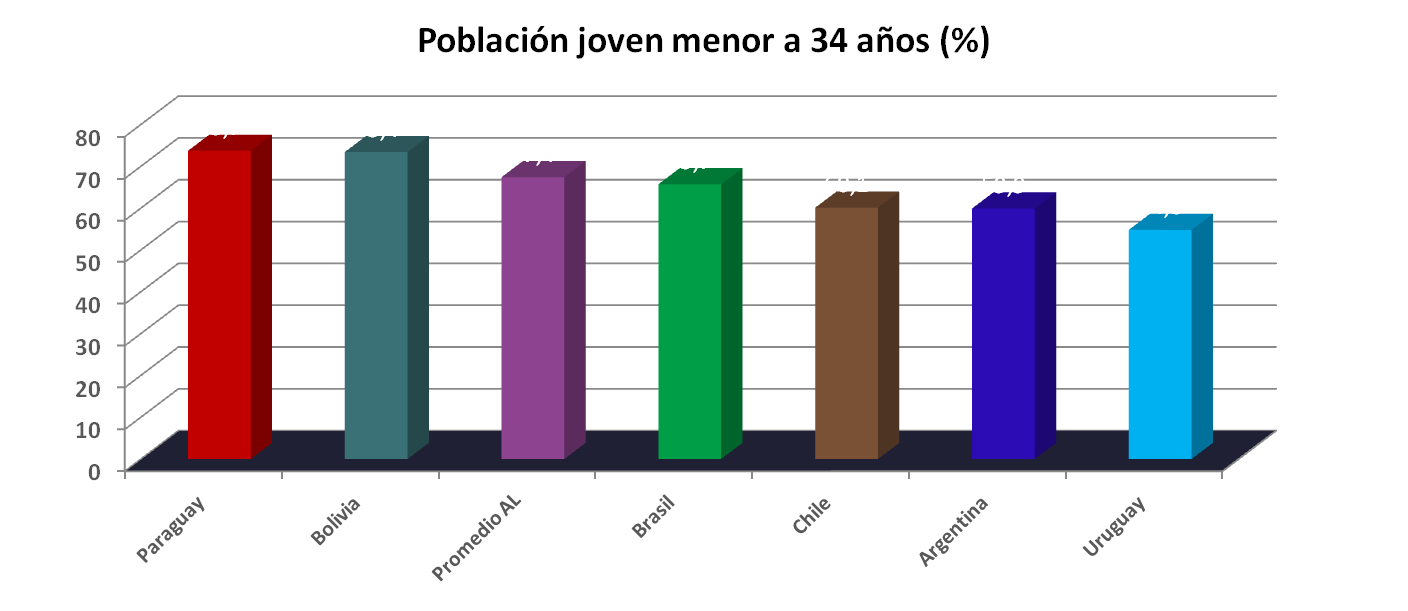 Población joven menor a 34 años (%)
80
70
60
50
40
30
20
10
0
Paraguay
Bolivia
Promedio AL
Brasil
Chile
Argentina
Uruguay